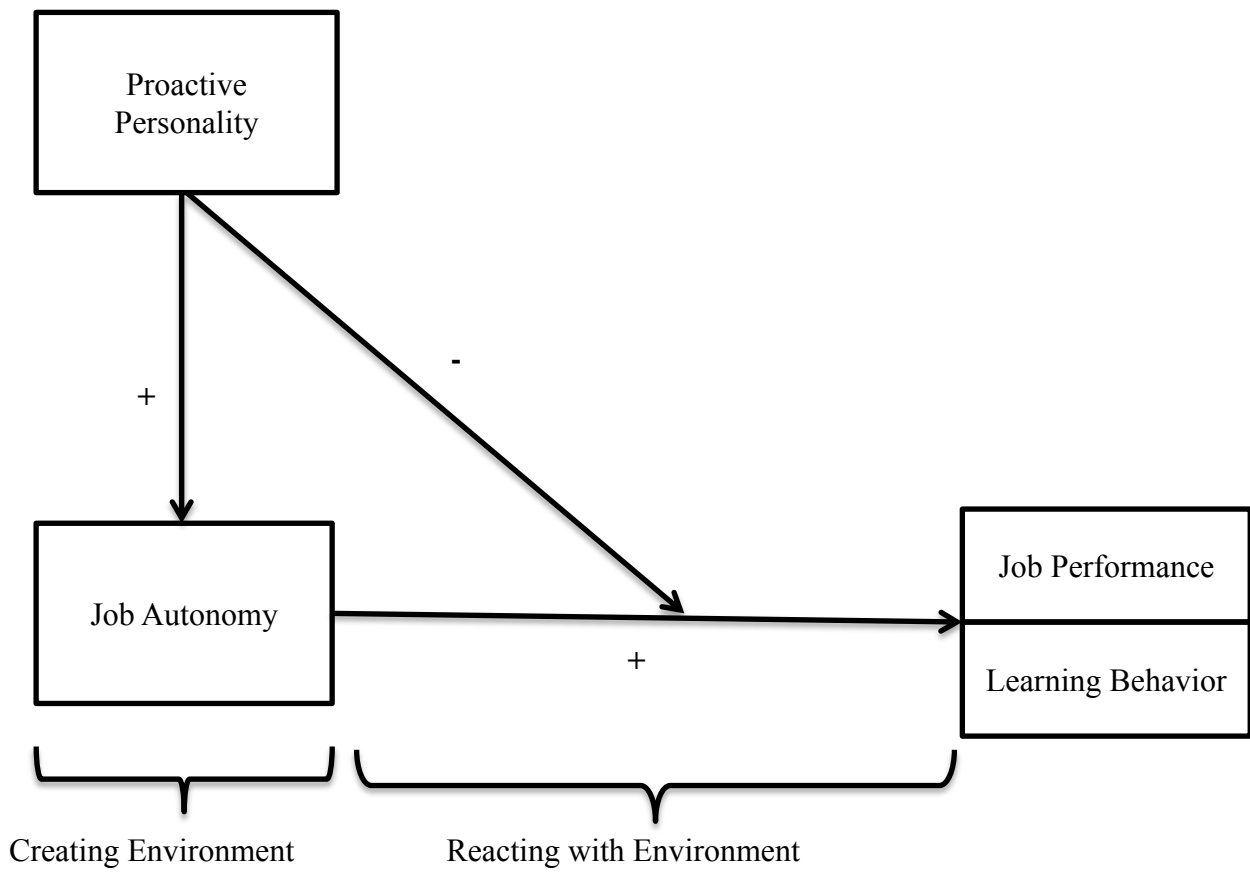 Proactive
Personality
-
+
Job Autonomy
Job Performance
+
Learning Behavior
Creating Environment
Reacting with Environment